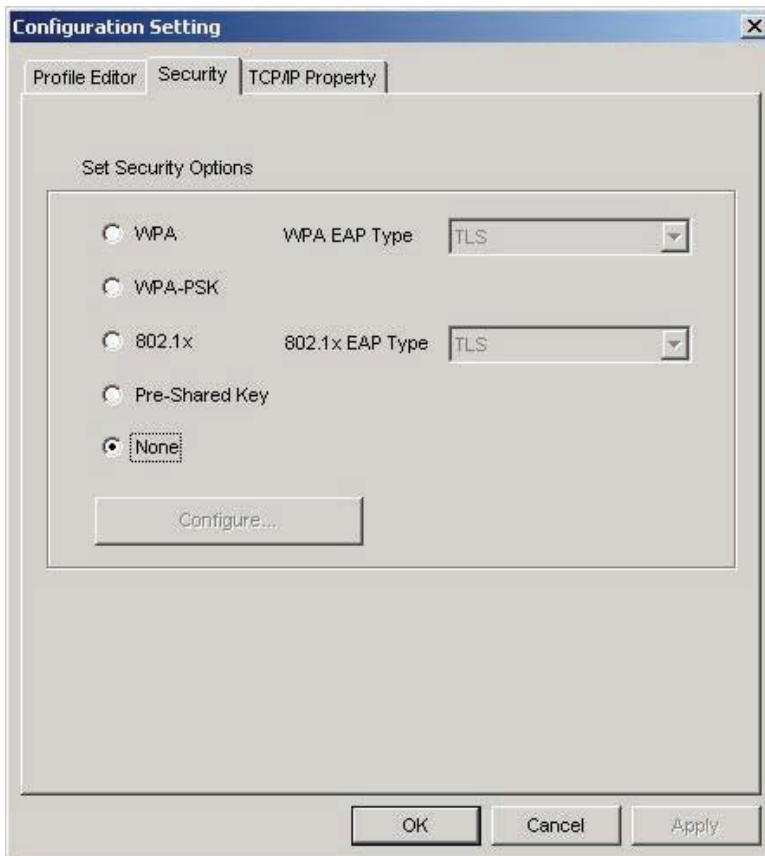 Configuration Setting
Profile Editor Security TCP/IP Property
Set Security Options
WPA WPA EAP Type TLS
WPA-PSK
802.1x 802.1x EAP Type TLS
Pre-Shared Key
None
Configure...
OK Cancel Apply